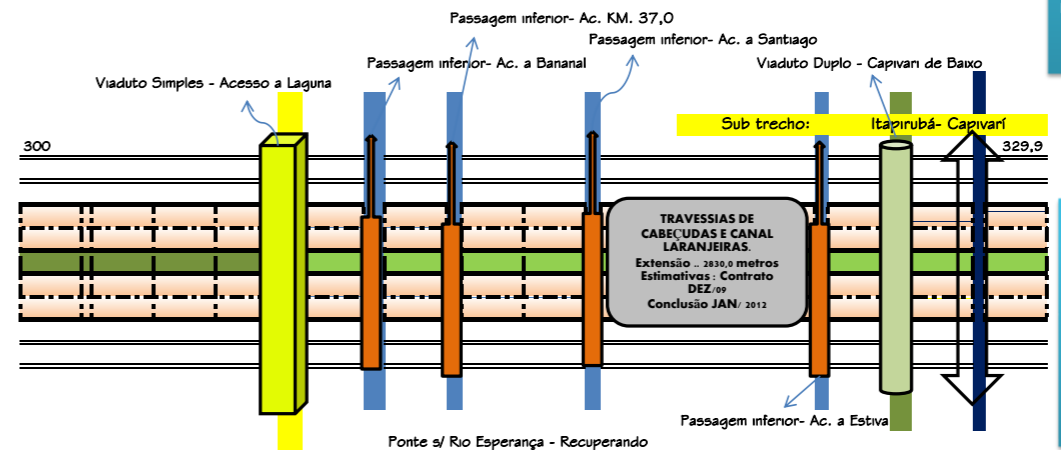 Passagem inferior- Ac. KM. 37,0
Passagem inferior- Ac. a Santiago
Passagem inferior- Ac. a Bananal
Viaduto Duplo - Capivari de Baixo
Viaduto Simples - Acesso a Laguna
Sub trecho: Itapirubá- Capivarí
300
329,9
TRAVESSIAS DE
CABEÇUDAS E CANAL
LARANJEIRAS.
Extensão .. 2830,0 metros
Estimativas : Contrato
DEZ/09
Conclusão JAN/ 2012
Passagem inferior- Ac. a Estiva
Ponte s/ Rio Esperança - Recuperando